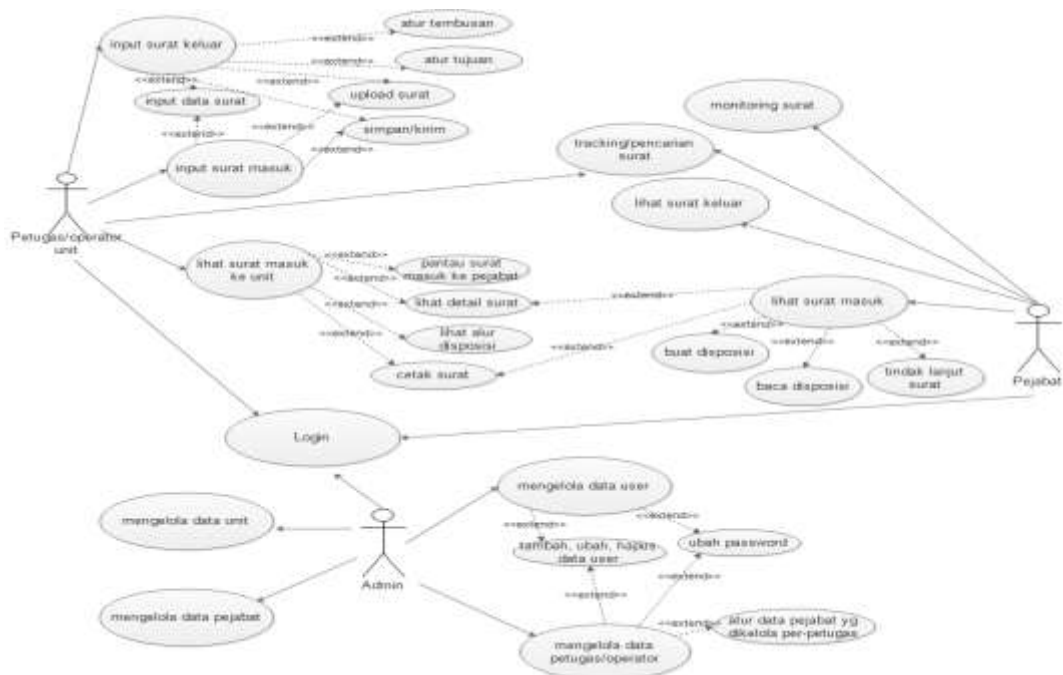 atur tembusan
input surat keluar
<<extend>>
<<extend>>
atur tujuan
<<extend>>
<<extend>>
upload surat
input data surat
monitoring surat
<<extend>>
<<extend>>
simpan/kirim
<<extend>>
tracking/pencarian
surat
input surat masuk
lihat surat keluar
Petugas/operator
unit
lihat surat masuk
ke unit
<<extend>>
pantau surat
masuk ke pejabat
<<extend>>
<<extend>>
lihat detail surat
lihat surat masuk
<<extend>>
<<extend>>
lihat alur
disposisi
<<extend>>
<<extend>>
<<extend>>
<<extend>>
buat disposisi
<<extend>>
cetak surat
baca disposisi
tindak lanjut
surat
Pejabat
Login
mengelola data user
mengelola data unit
<<extend>>
<<extend>>
tambah, ubah, hapus
data user
ubah password
Admin
<<extend>>
<<extend>>
mengelola data pejabat
<<extend>>
atur data pejabat yg
dikelola per-petugas
mengelola data
petugas/operator